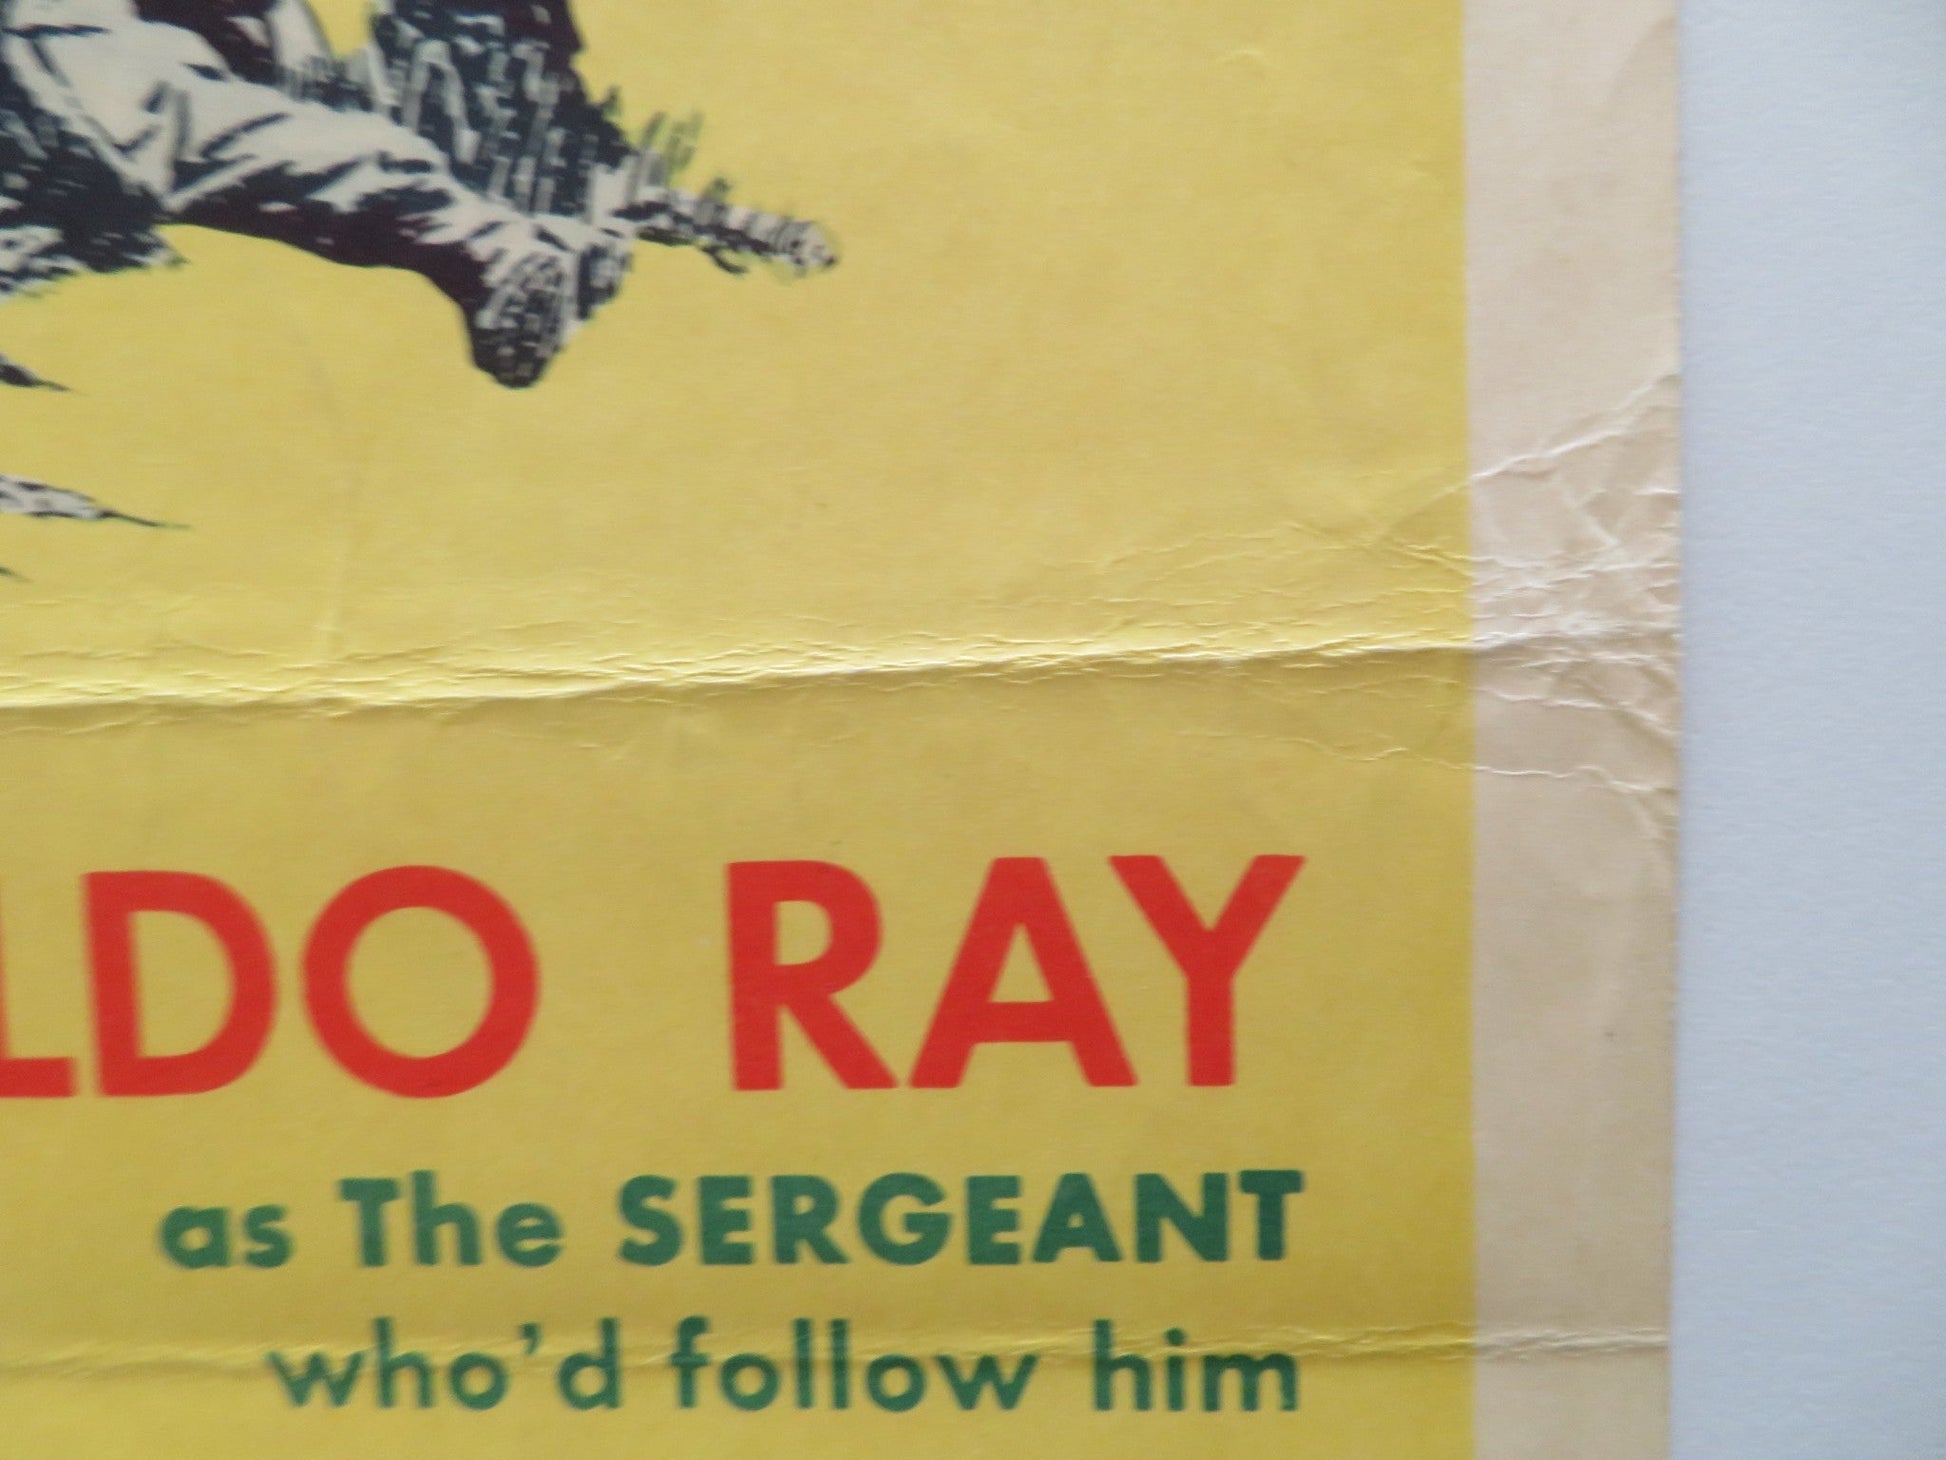 LDO RAY
as The SERGEANT
who'd follow him